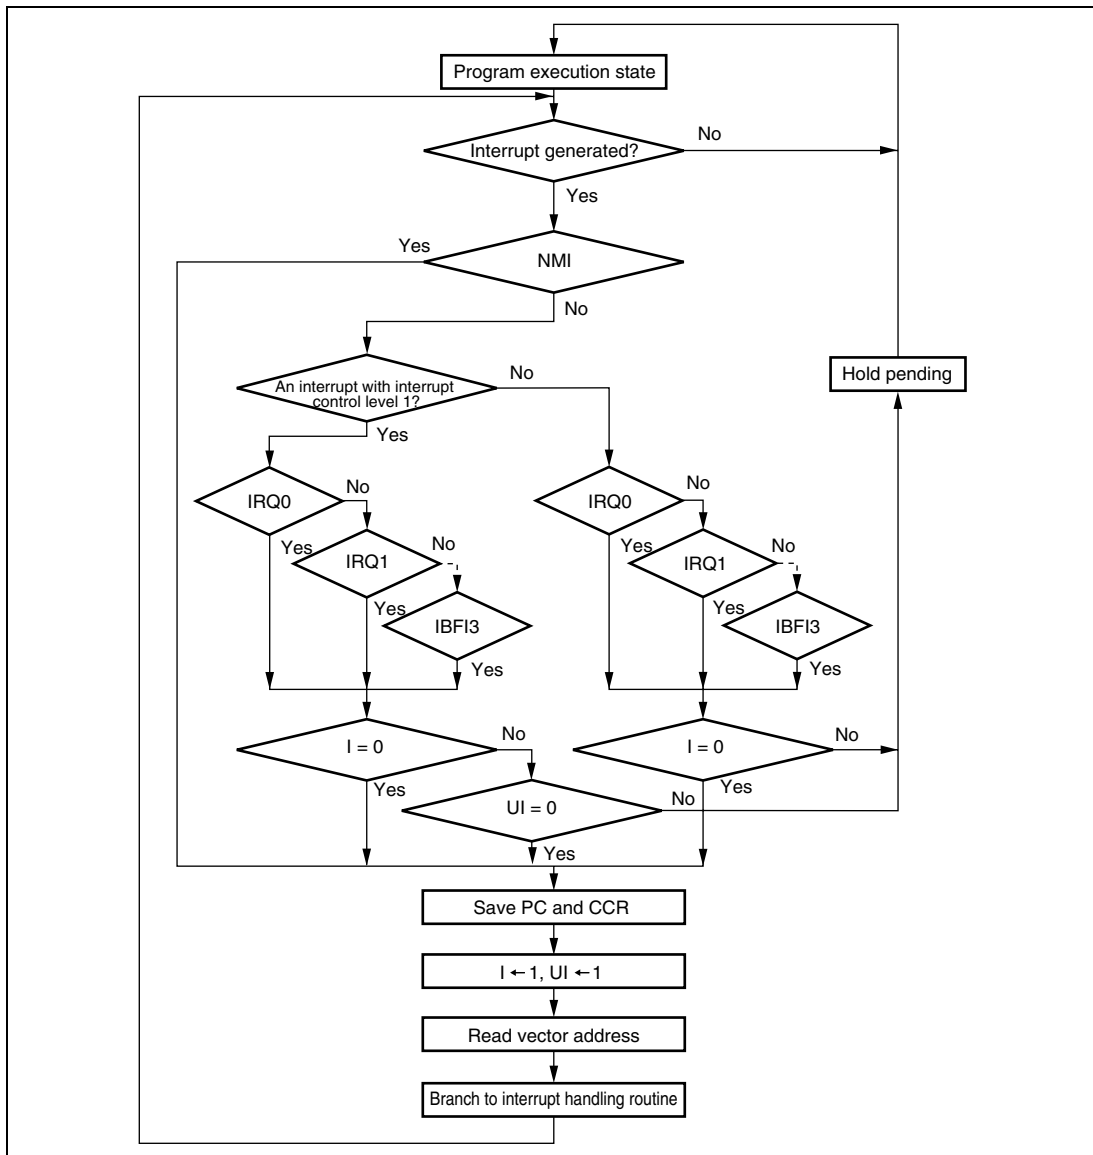 Program execution state
Interrupt generated?
No
Yes
Yes
NMI
No
An interrupt with interrupt
control level 1?
No
Hold pending
Yes
IRQ0
No
IRQ0
No
Yes
IRQ1
No
Yes
IRQ1
No
Yes
IBFI3
Yes
IBFI3
Yes
Yes
I = 0
No
I = 0
No
Yes
UI = 0
No
Yes
Yes
Save PC and CCR
I ← 1, UI ← 1
Read vector address
Branch to interrupt handling routine